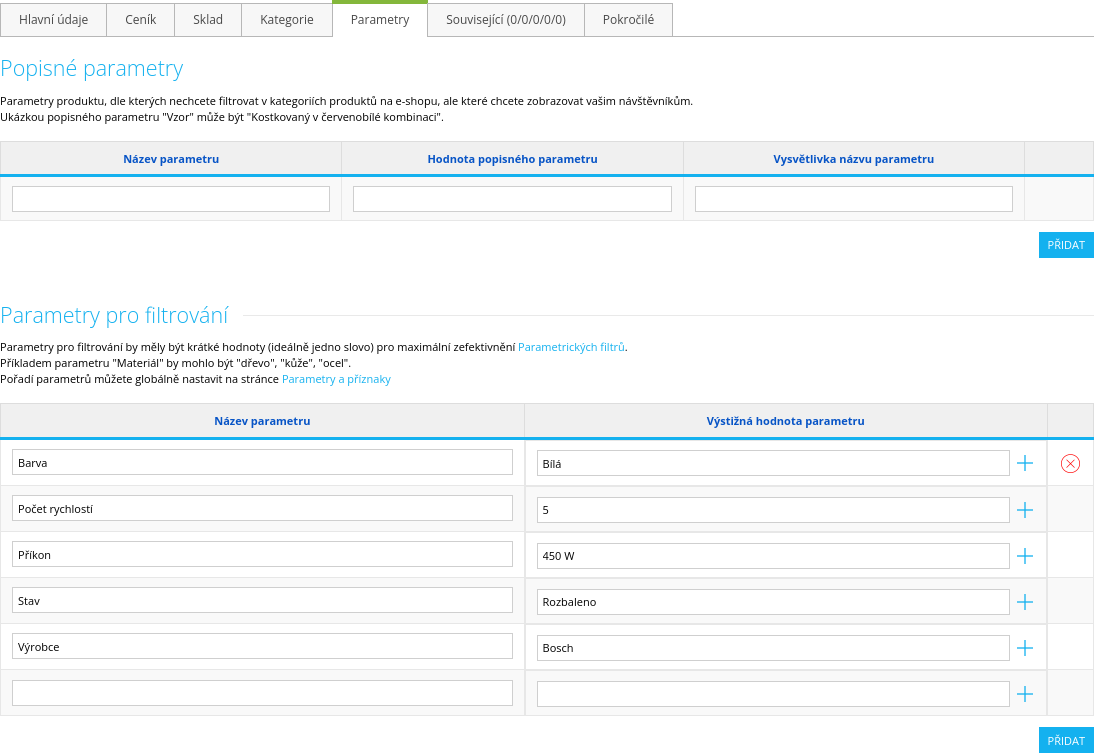 Hlavní údaje Ceník Sklad Kategorie Parametry Související (0/0/0/0/0) Pokročilé
Popisné parametry
Parametry produktu, dle kterých nechcete filtrovat v kategoriích produktů na e-shopu, ale které chcete zobrazovat vašim návštěvníkům.
Ukázkou popisného parametru "Vzor" může být "Kostkovaný v červenobílé kombinaci".
Název parametru Hodnota popisného parametru Vysvětlivka názvu parametru
PŘIDAT
Parametry pro filtrování
Parametry pro filtrování by měly být krátké hodnoty (ideálně jedno slovo) pro maximální zefektivnění Parametrických filtrů.
Příkladem parametru "Materiál" by mohlo být "dřevo", "kůže", "ocel".
Pořadí parametrů můžete globálně nastavit na stránce Parametry a příznaky
Název parametru Výstižná hodnota parametru
Barva Bílá
Počet rychlostí 5
Příkon 450 W
Stav Rozbaleno
Výrobce Bosch
PŘIDAT